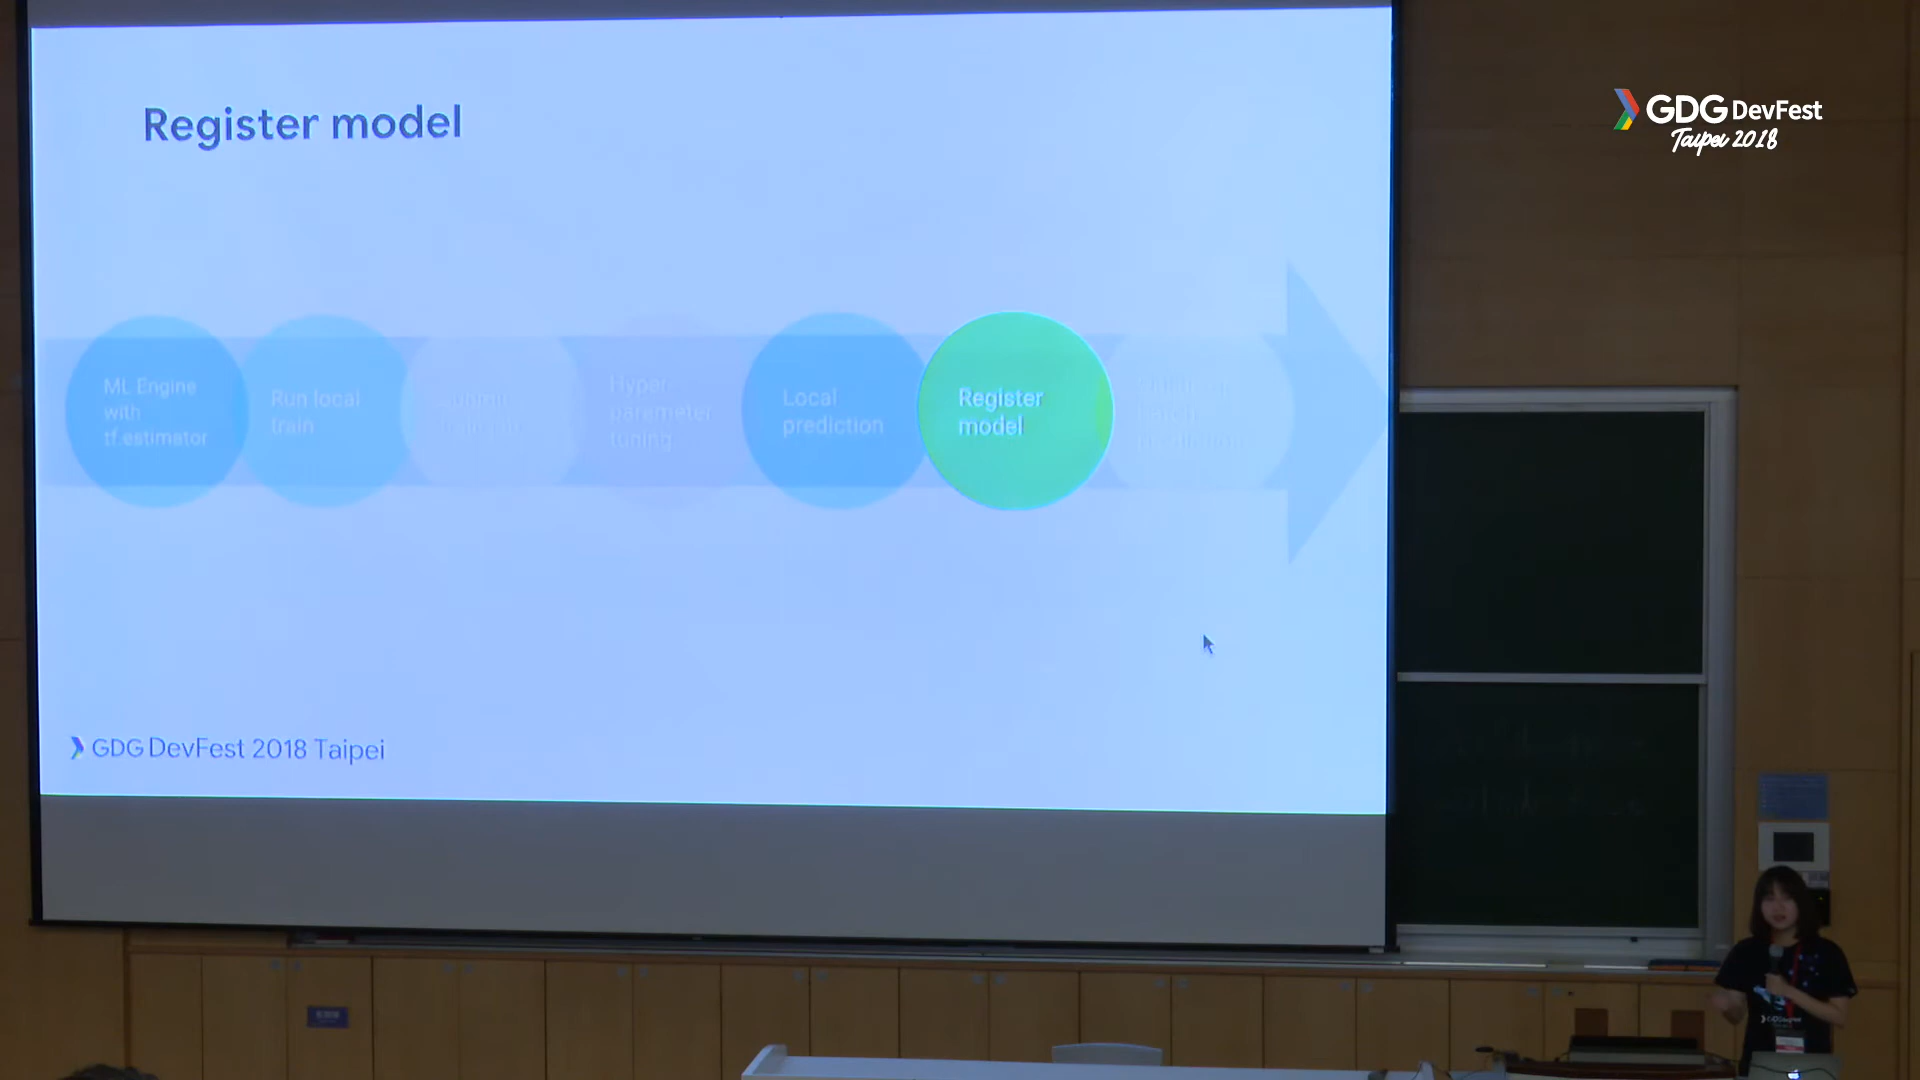 Register model
GDG DevFest
Taipei 2018
ML Engine
with
tf.estimator
Run local
train
Hyper
parameter
tuning
Local
prediction
Register
model
GDG DevFest 2018 Taipei